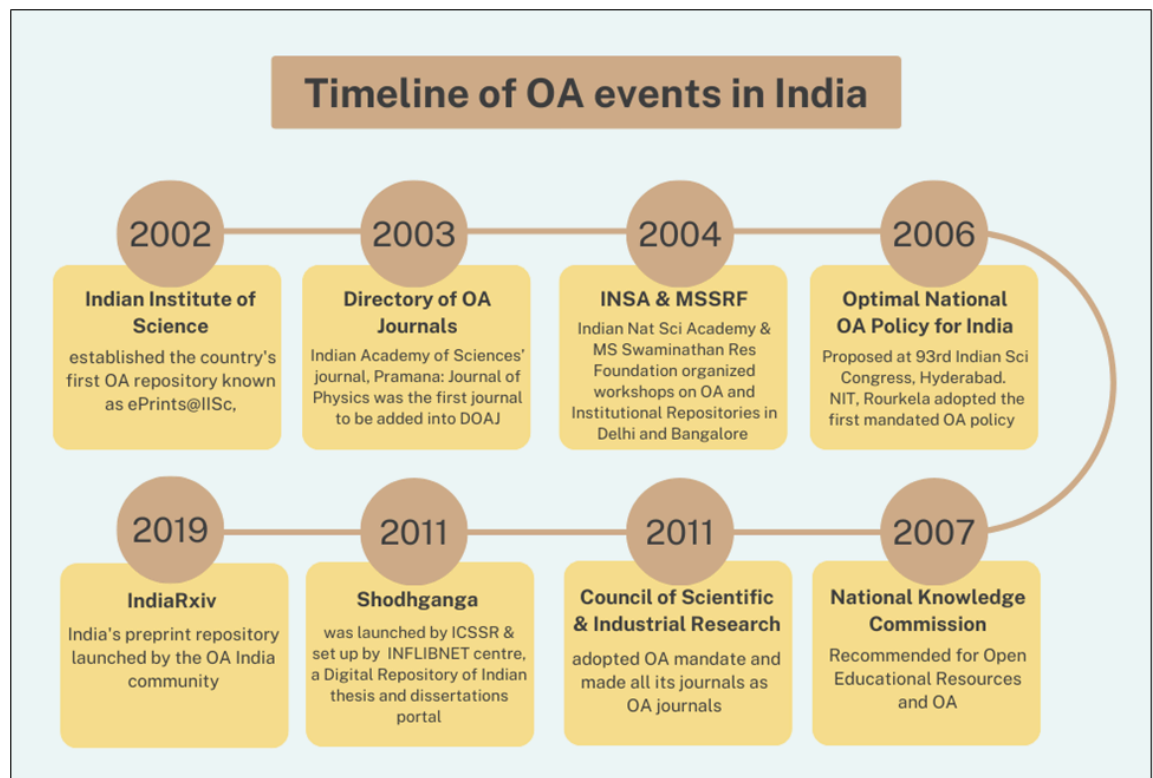 Timeline of OA events in India
2002
Indian Institute of
Science
established the country's
first OA repository known
as ePrints@IISc,
2003
Directory of OA
Journals
Indian Academy of Sciences'
journal, Pramana: Journal of
Physics was the first journal
to be added into DOAJ
2004
INSA & MSSRF
Indian Nat Sci Academy &
MS Swaminathan Res
Foundation organized
workshops on OA and
Institutional Repositories in
Delhi and Bangalore
2006
Optimal National
OA Policy for India
Proposed at 93rd Indian Sci
Congress, Hyderabad.
NIT, Rourkela adopted the
first mandated OA policy
2007
National Knowledge
Commission
Recommended for Open
Educational Resources
and OA
2011
Council of Scientific
& Industrial Research
adopted OA mandate and
made all its journals as
OA journals
2011
Shodhganga
was launched by ICSSR &
set up by INFLIBNET centre,
a Digital Repository of Indian
thesis and dissertations
portal
2019
IndiaRxiv
India's preprint repository
launched by the OA India
community